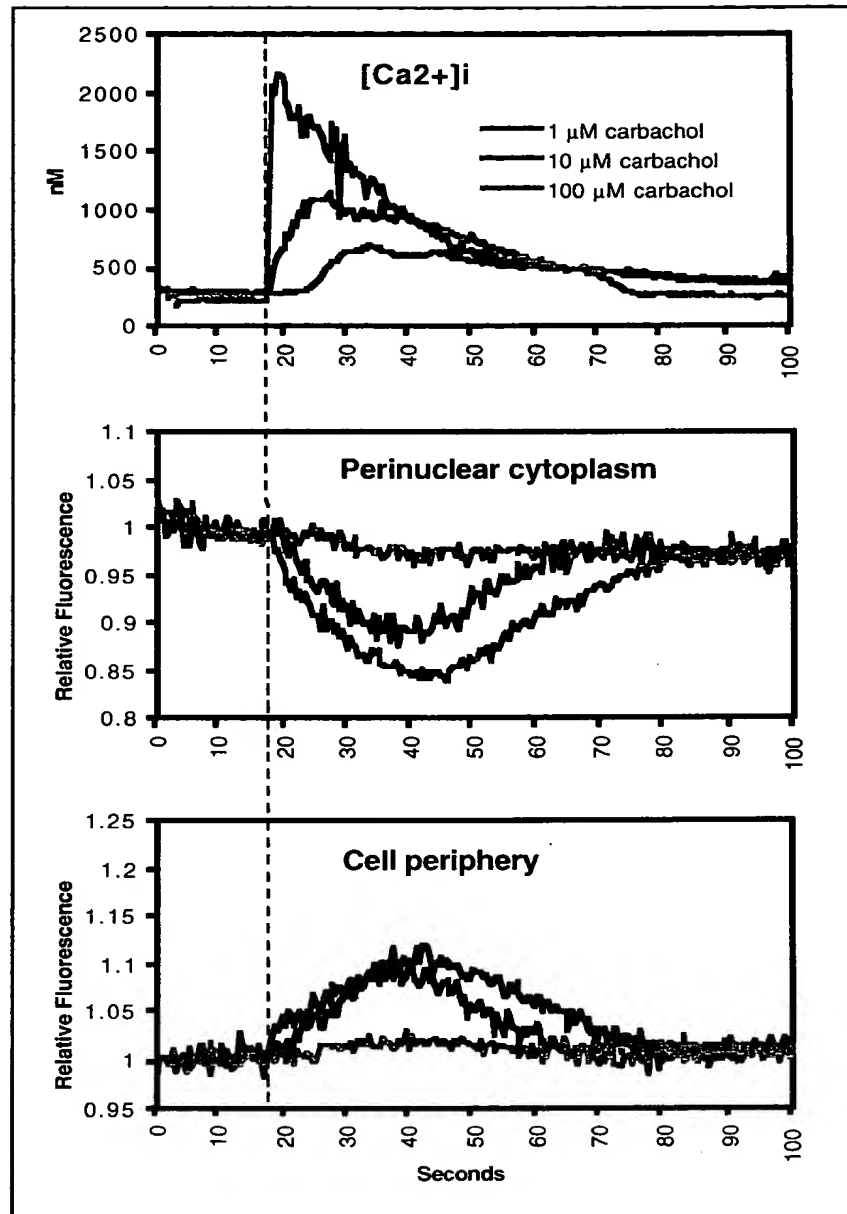 [Ca2+]i
2500
2000
1500
1000
500
0
nM
1 µM carbachol
10 µM carbachol
100 µM carbachol
0 10 20 30 40 50 60 70 80 90 100
Perinuclear cytoplasm
1.1
1.05
1
0.95
0.9
0.85
0.8
Relative Fluorescence
0 10 20 30 40 50 60 70 80 90 100
Cell periphery
1.25
1.2
1.15
1.1
1.05
1
0.95
Relative Fluorescence
0 10 20 30 40 50 60 70 80 90 100
Seconds